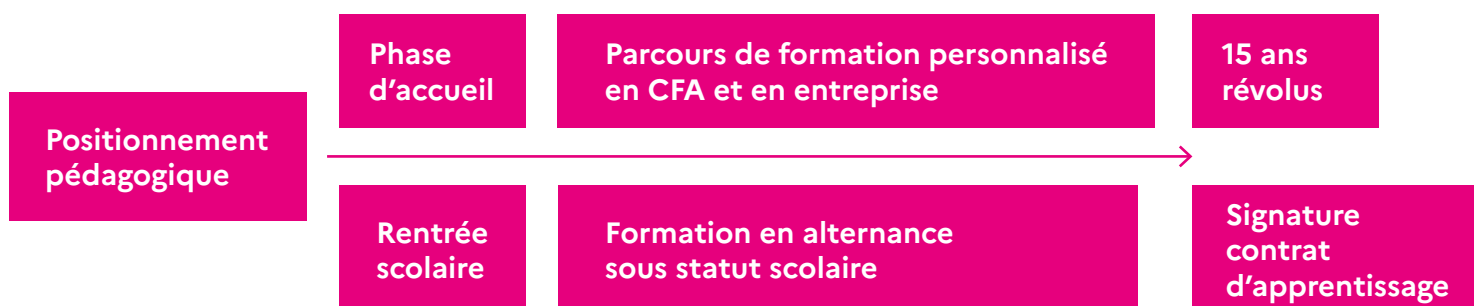 Positionnement
pédagogique
Phase
d’accueil
Parcours de formation personnalisé
en CFA et en entreprise
15 ans
révolus
Rentrée
scolaire
Formation en alternance
sous statut scolaire
Signature
contrat
d’apprentissage